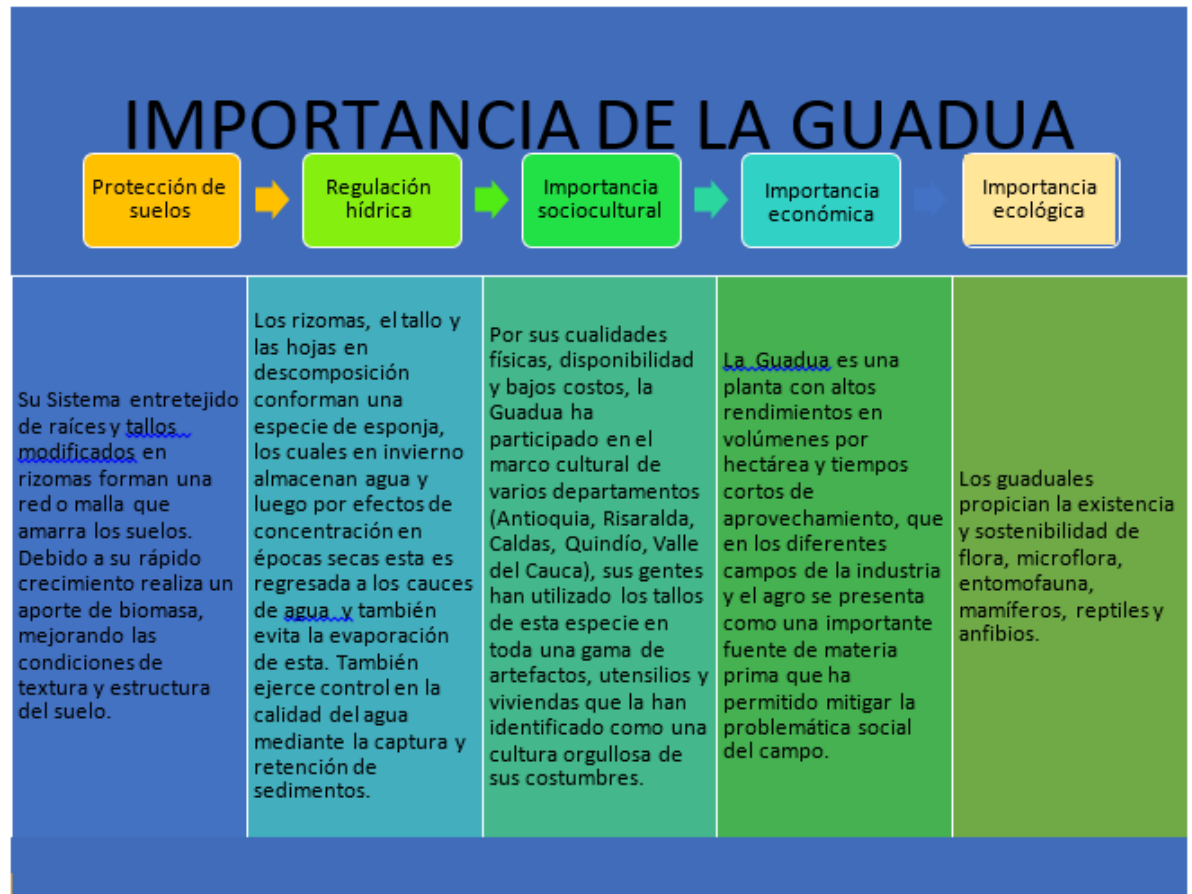 IMPORTANCIA DE LA GUADUA
Protección de
suelos
Regulación
hídrica
Importancia
sociocultural
Importancia
económica
Importancia
ecológica
Su Sistema entretejido
de raíces y tallos
modificados en
rizomas forman una
red o malla que
amarra los suelos.
Debido a su rápido
crecimiento realiza un
aporte de biomasa,
mejorando las
condiciones de
textura y estructura
del suelo.
Los rizomas, el tallo y
las hojas en
descomposición
conforman una
especie de esponja,
los cuales en invierno
almacenan agua y
luego por efectos de
concentración en
épocas secas esta es
regresada a los cauces
de agua y también
evita la evaporación
de esta. También
ejerce control en la
calidad del agua
mediante la captura y
retención de
sedimentos.
Por sus cualidades
físicas, disponibilidad
y bajos costos, la
Guadua ha
participado en el
marco cultural de
varios departamentos
(Antioquia, Risaralda,
Caldas, Quindío, Valle
del Cauca), sus gentes
han utilizado los tallos
de esta especie en
toda una gama de
artefactos, utensilios y
viviendas que la han
identificado como una
cultura orgullosa de
sus costumbres.
La Guadua es una
planta con altos
rendimientos en
volúmenes por
hectárea y tiempos
cortos de
aprovechamiento, que
en los diferentes
campos de la industria
y el agro se presenta
como una importante
fuente de materia
prima que ha
permitido mitigar la
problemática social
del campo.
Los guaduales
propician la existencia
y sostenibilidad de
flora, microflora,
entomofauna,
mamíferos, reptiles y
anfibios.